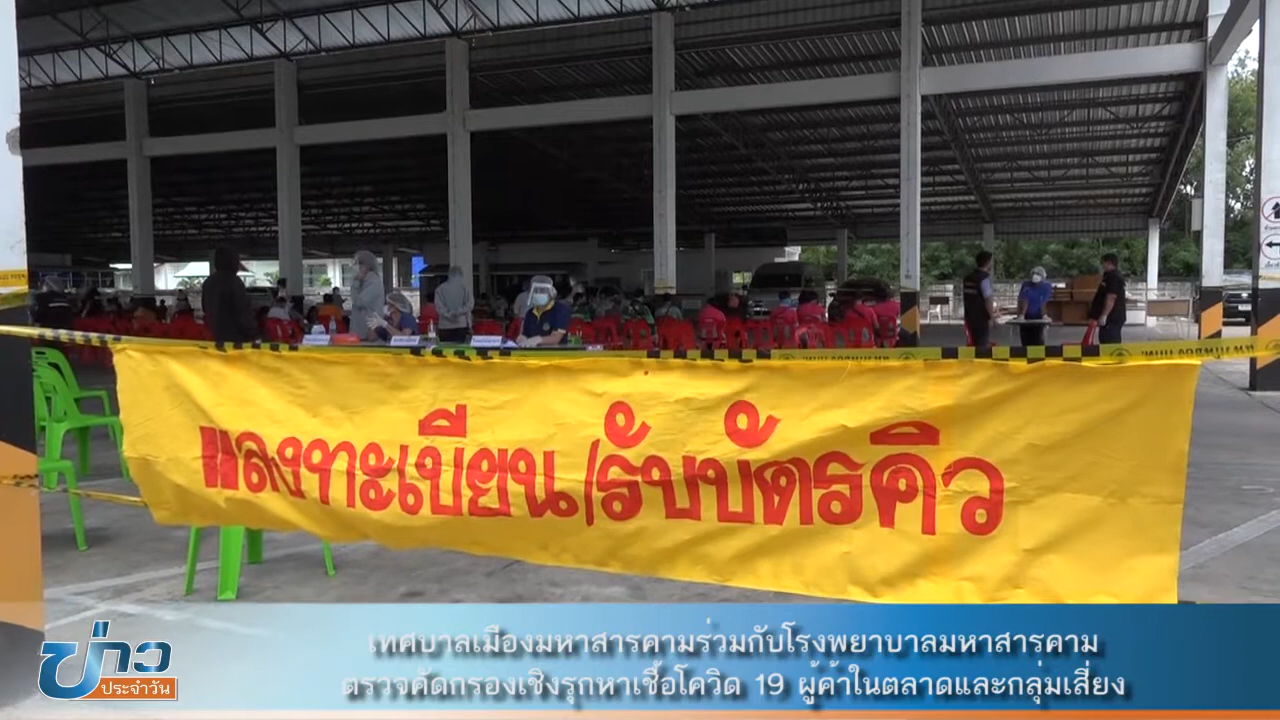 แลงทะเบียน/รับบัตรคิว
เทศบาลเมืองมหาสารคามร่วมกับโรงพยาบาลมหาสารคาม
ตรวจคัดกรองเชิงรุกหาเชื้อโควิด 19 ผู้ค้าในตลาดและกลุ่มเสี่ยง
ข่าว
ประจำวัน